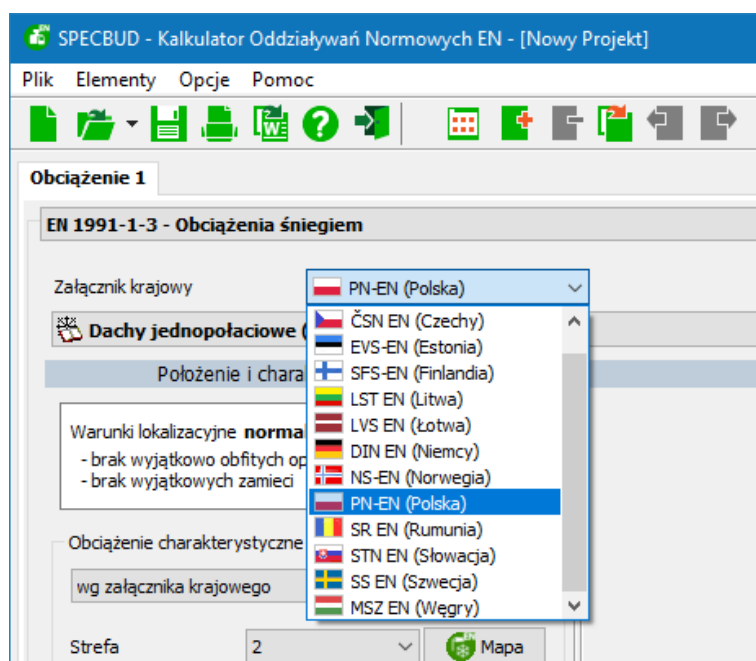 SPECBUD - Kalkulator Oddziaływań Normowych EN - [Nowy Projekt]
Plik Elementy Opcje Pomoc
Obciążenie 1
EN 1991-1-3 - Obciążenia śniegiem
Załącznik krajowy PN-EN (Polska)
Dachy jednopołaciowe (
ČSN EN (Czechy)
EVS-EN (Estonia)
SFS-EN (Finlandia)
LST EN (Litwa)
LVS EN (Łotwa)
DIN EN (Niemcy)
NS-EN (Norwegia)
PN-EN (Polska)
SR EN (Rumunia)
STN EN (Słowacja)
SS EN (Szwecja)
MSZ EN (Węgry)
Położenie i chara
Warunki lokalizacyjne norma
- brak wyjątkowo obfitych op
- brak wyjątkowych zamieci
Obciążenie charakterystyczne
wg załącznika krajowego
Strefa 2 Mapa